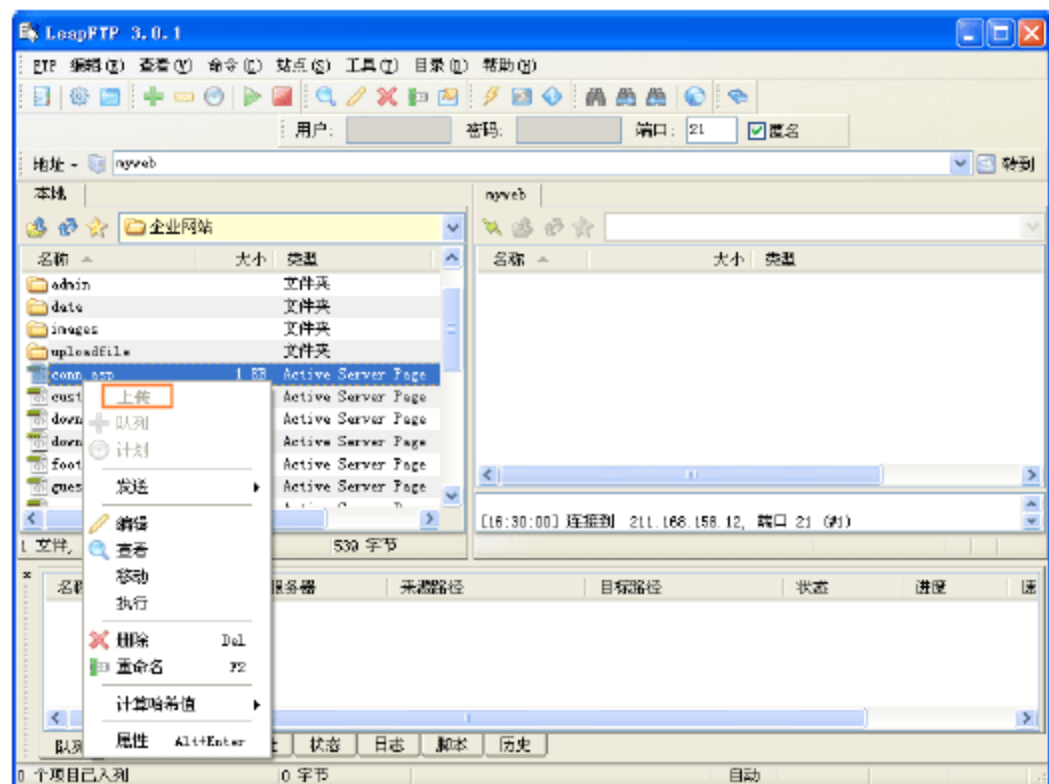 LeapFTP 3.0.1
FTP 编辑(E) 查看(V) 命令(C) 站点(S) 工具(T) 目录(D) 帮助(H)
用户: 密码: 端口: 21 匿名
地址 myweb 转到
本地 myweb
企业网站
名称 大小 类型 名称 大小 类型
admin 文件夹
data 文件夹
images 文件夹
uploadfile 文件夹
conn.asp 1 KB Active Server Page
cust Active Server Page
down Active Server Page
down Active Server Page
foot Active Server Page
gues Active Server Page
上传
队列
计划
发送
编辑
查看
移动
执行
删除 Del
重命名 F2
计算哈希值
属性 Alt+Enter
[16:30:00] 连接到 211.168.158.12, 端口 21 (#1)
1 文件, 539 字节
名称 服务器 来源路径 目标路径 状态 进度 速
队列 状态 日志 脚本 历史
0 个项目已入列 0 字节 自动